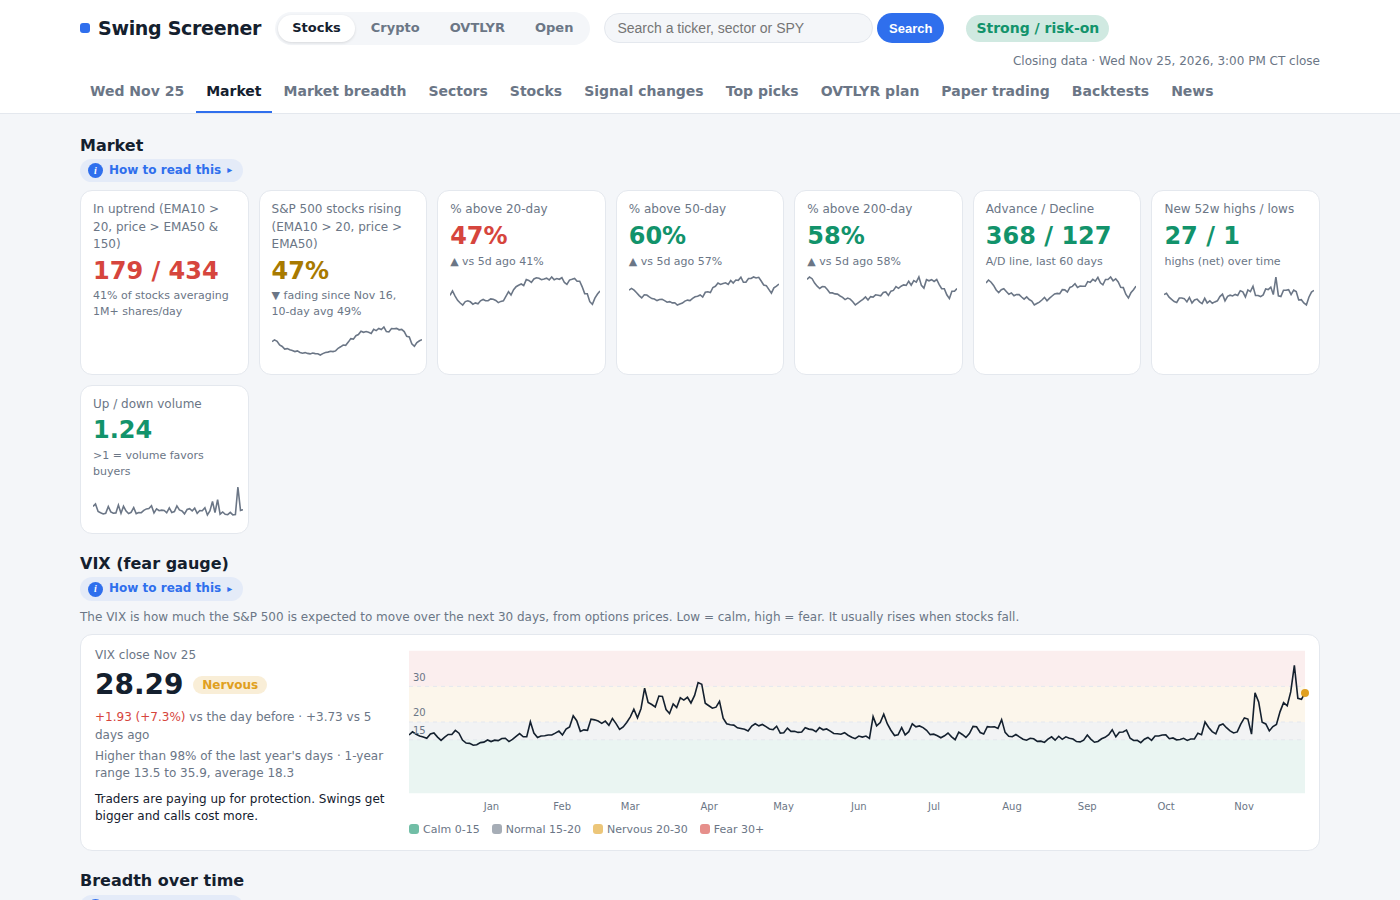 Swing Screener
Stocks Crypto OVTLYR Open
Search a ticker, sector or SPY
Search
Strong / risk-on
Closing data · Wed Nov 25, 2026, 3:00 PM CT close
Wed Nov 25 Market Market breadth Sectors Stocks Signal changes Top picks OVTLYR plan Paper trading Backtests News
Market
i How to read this ▸
In uptrend (EMA10 >
20, price > EMA50 &
150)
179 / 434
41% of stocks averaging
1M+ shares/day
S&P 500 stocks rising
(EMA10 > 20, price >
EMA50)
47%
▼ fading since Nov 16,
10-day avg 49%
% above 20-day
47%
▲ vs 5d ago 41%
% above 50-day
60%
▲ vs 5d ago 57%
% above 200-day
58%
▲ vs 5d ago 58%
Advance / Decline
368 / 127
A/D line, last 60 days
New 52w highs / lows
27 / 1
highs (net) over time
Up / down volume
1.24
>1 = volume favors
buyers
VIX (fear gauge)
i How to read this ▸
The VIX is how much the S&P 500 is expected to move over the next 30 days, from options prices. Low = calm, high = fear. It usually rises when stocks fall.
VIX close Nov 25
28.29 Nervous
+1.93 (+7.3%) vs the day before · +3.73 vs 5
days ago
Higher than 98% of the last year's days · 1-year
range 13.5 to 35.9, average 18.3
Traders are paying up for protection. Swings get
bigger and calls cost more.
30
20
15
Jan Feb Mar Apr May Jun Jul Aug Sep Oct Nov
Calm 0-15 Normal 15-20 Nervous 20-30 Fear 30+
Breadth over time